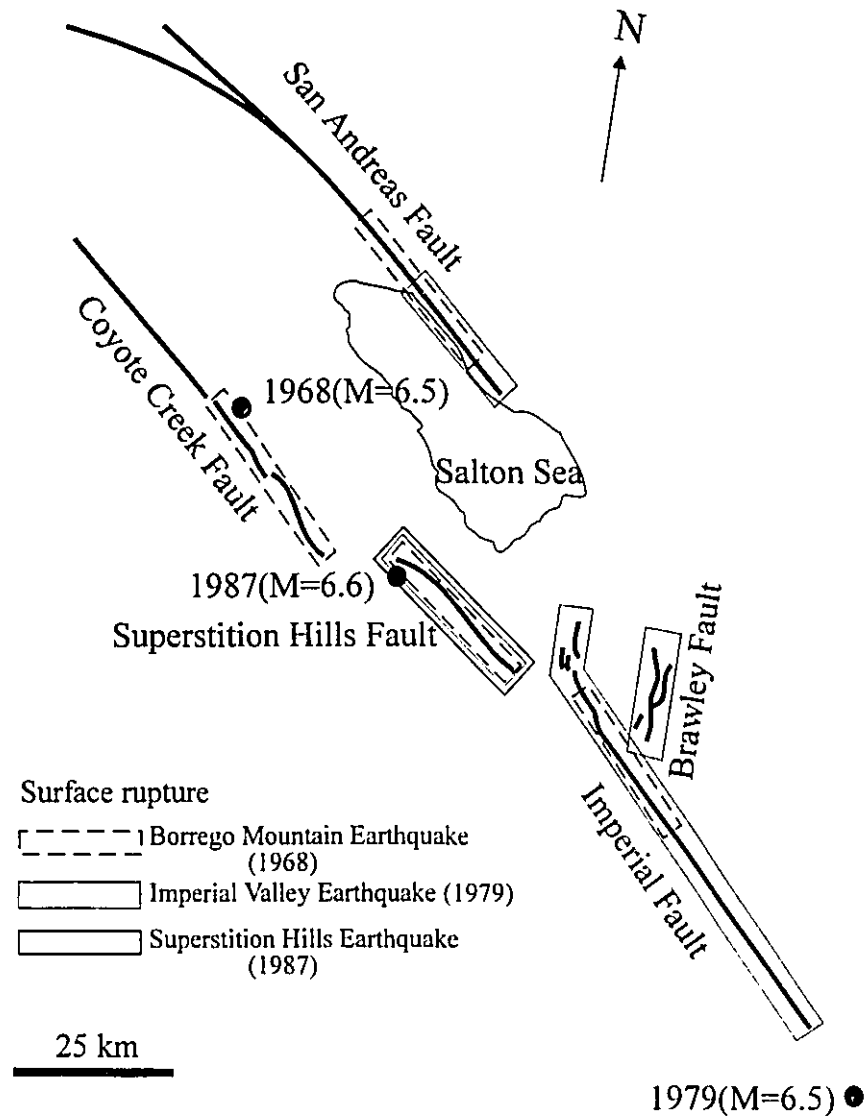 N
San Andreas Fault
Coyote Creek Fault
1968(M=6.5)
Salton Sea
1987(M=6.6)
Superstition Hills Fault
Brawley Fault
Imperial Fault
Surface rupture
Borrego Mountain Earthquake
(1968)
Imperial Valley Earthquake (1979)
Superstition Hills Earthquake
(1987)
25 km
1979(M=6.5)